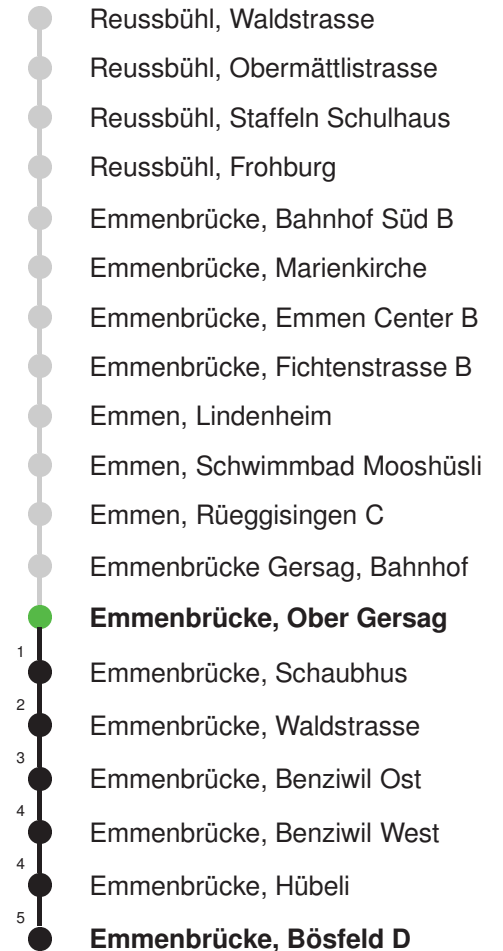 Reussbühl, Waldstrasse
Reussbühl, Obermättlistrasse
Reussbühl, Staffeln Schulhaus
Reussbühl, Frohburg
Emmenbrücke, Bahnhof Süd B
Emmenbrücke, Marienkirche
Emmenbrücke, Emmen Center B
Emmenbrücke, Fichtenstrasse B
Emmen, Lindenheim
Emmen, Schwimmbad Mooshüsli
Emmen, Rüeggisingen C
Emmenbrücke Gersag, Bahnhof
Emmenbrücke, Ober Gersag
1 Emmenbrücke, Schaubhus
2 Emmenbrücke, Waldstrasse
3 Emmenbrücke, Benziwil Ost
4 Emmenbrücke, Benziwil West
4 Emmenbrücke, Hübeli
5 Emmenbrücke, Bösfeld D